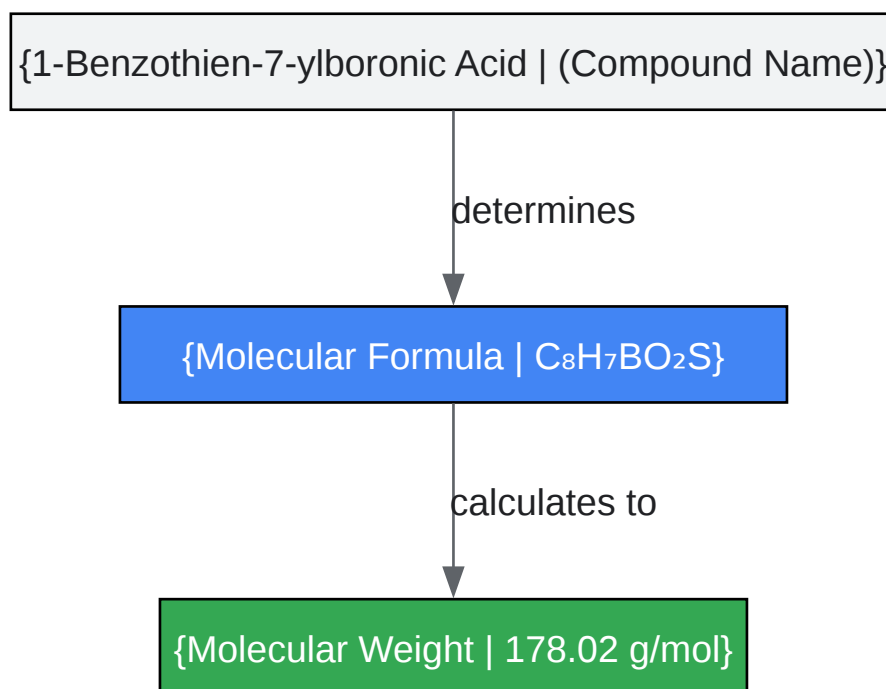 {1-Benzothien-7-ylboronic Acid | (Compound Name)}
determines
{Molecular Formula | C₈H₇BO₂S}
calculates to
{Molecular Weight | 178.02 g/mol}